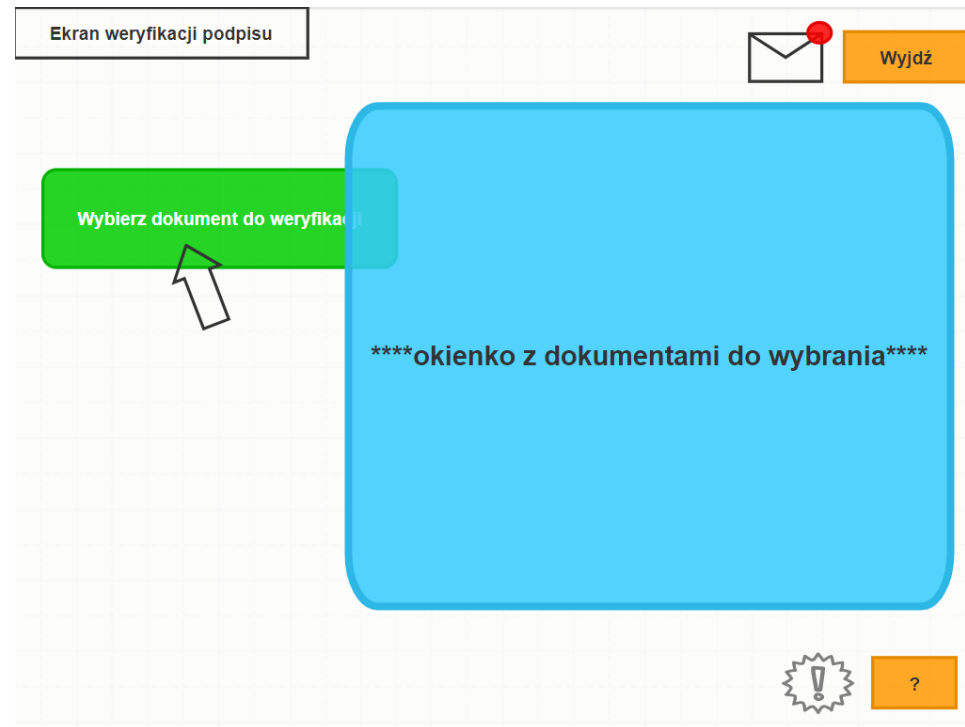 Ekran weryfikacji podpisu
Wyjdź
Wybierz dokument do weryfikacji
****okienko z dokumentami do wybrania****
!
?